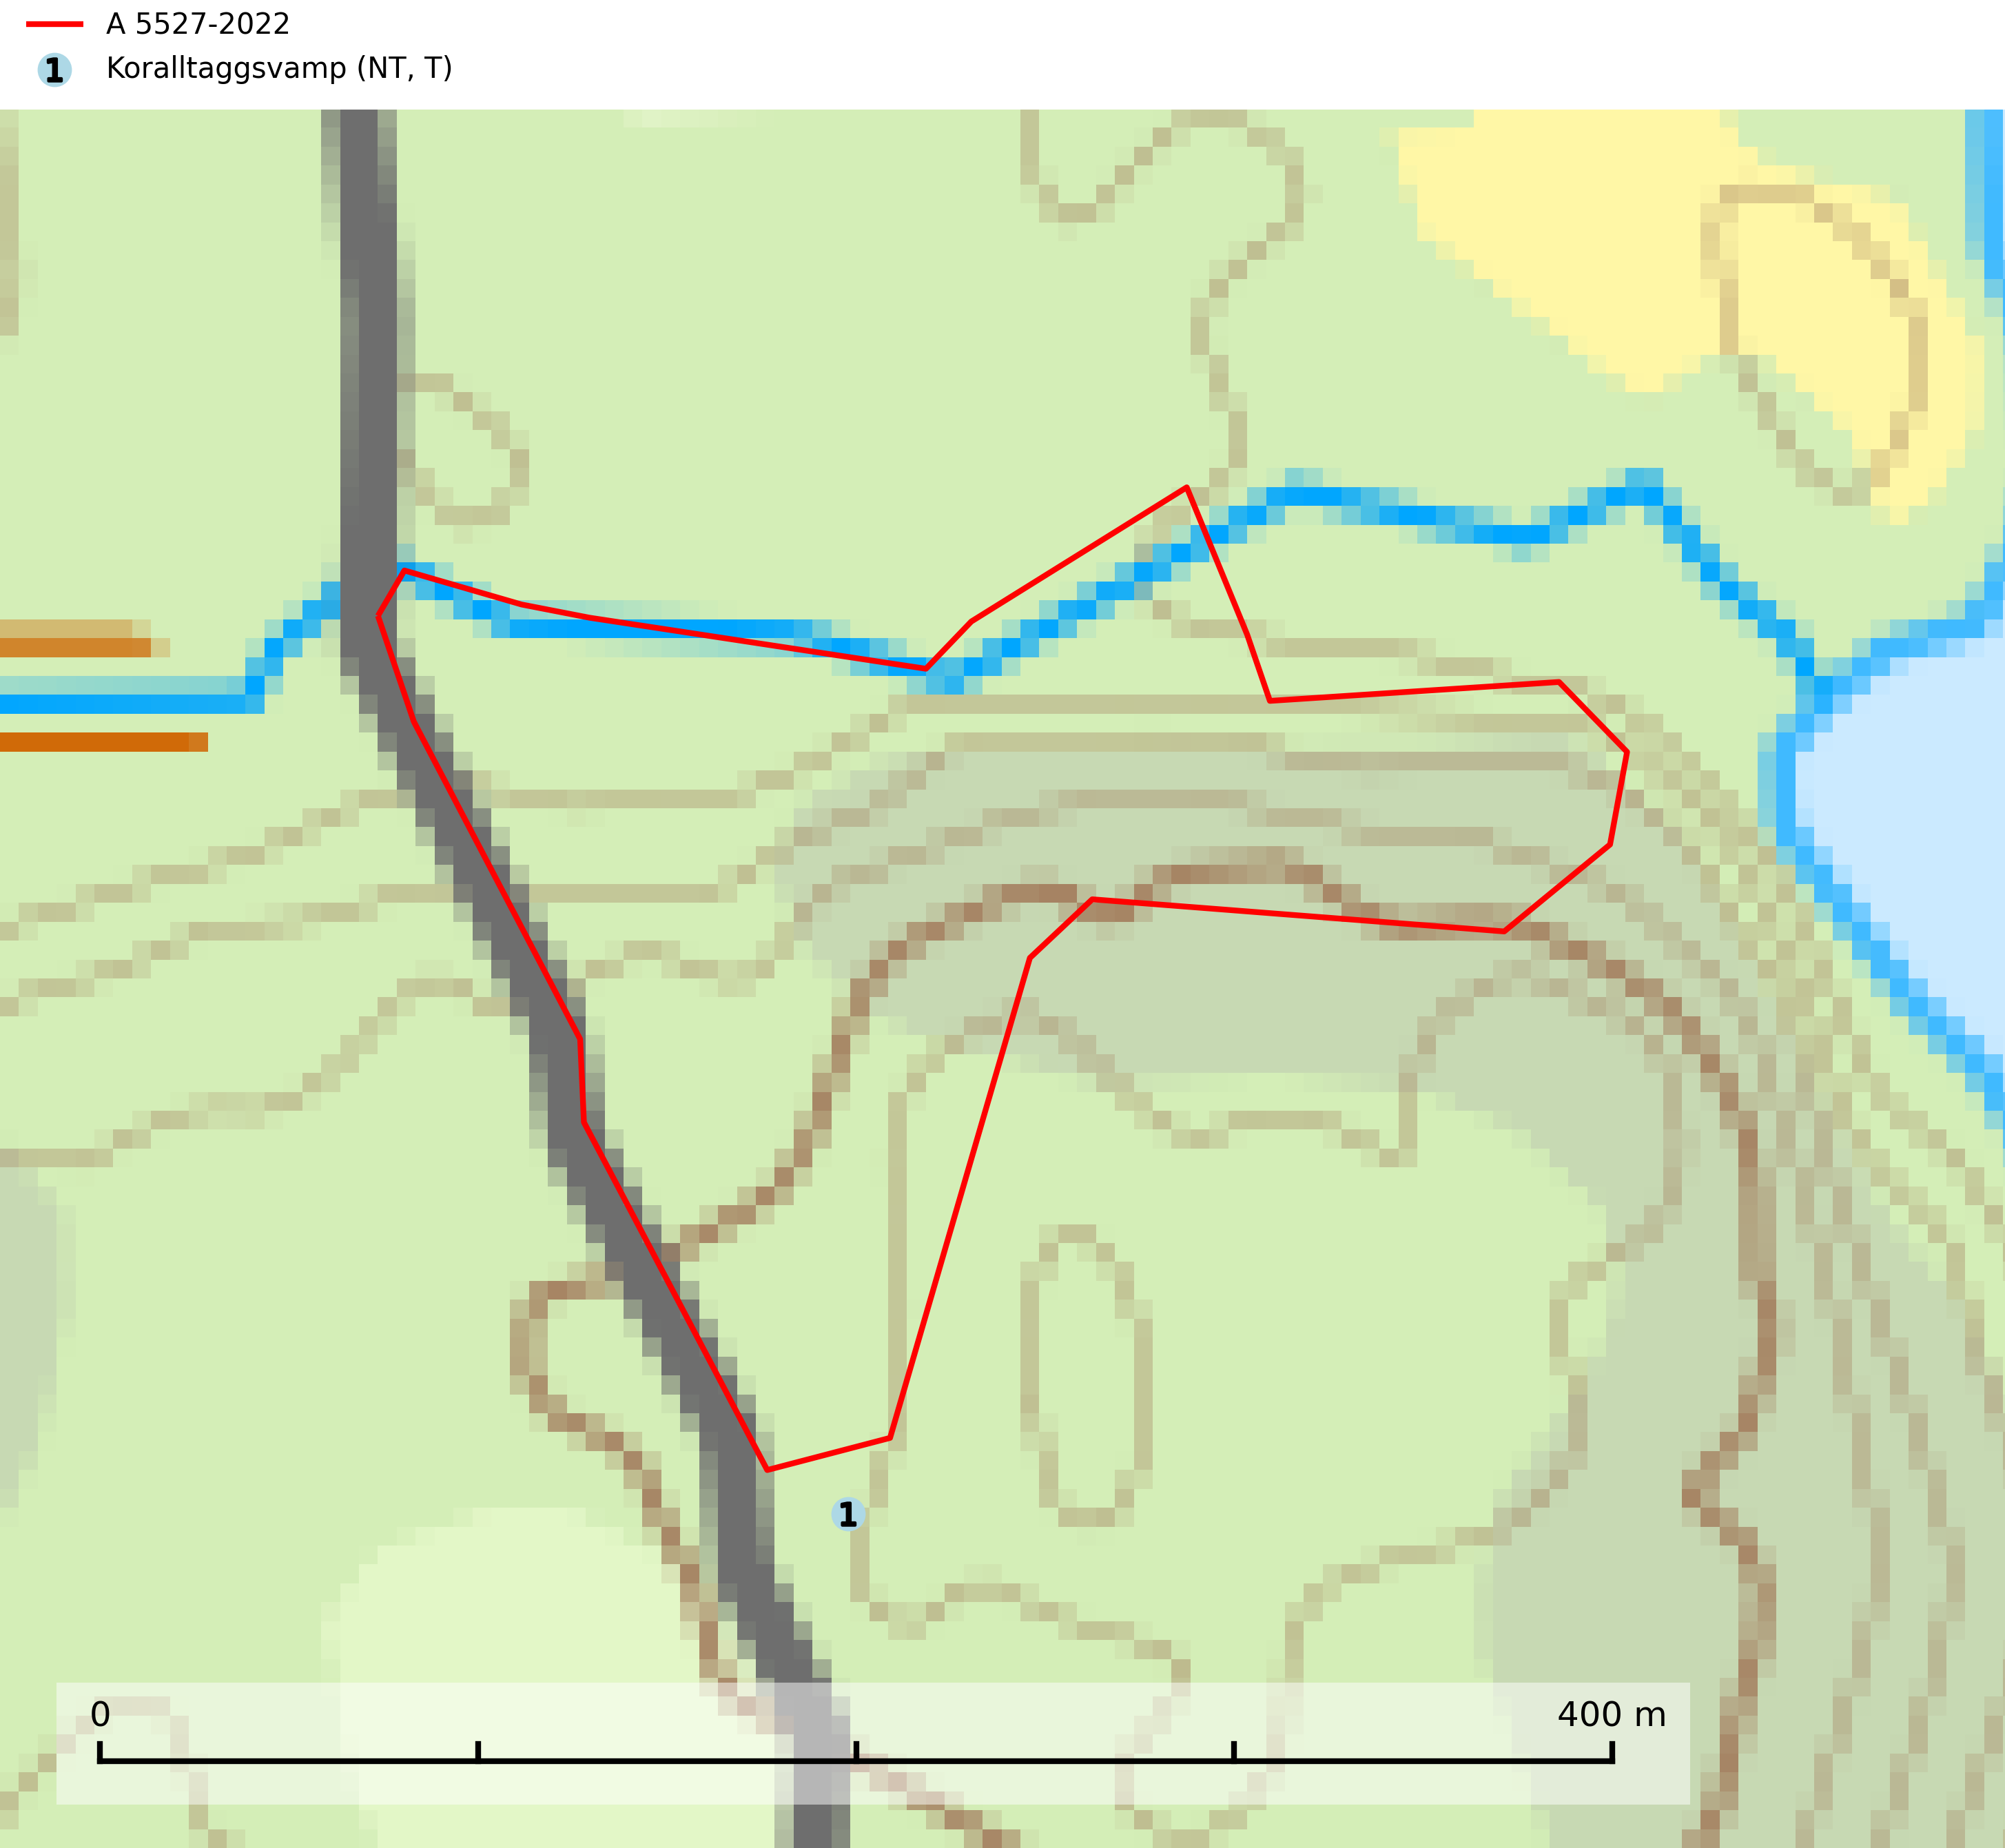 A 5527-2022
1 Koralltaggsvamp (NT, T)
1
0 400 m